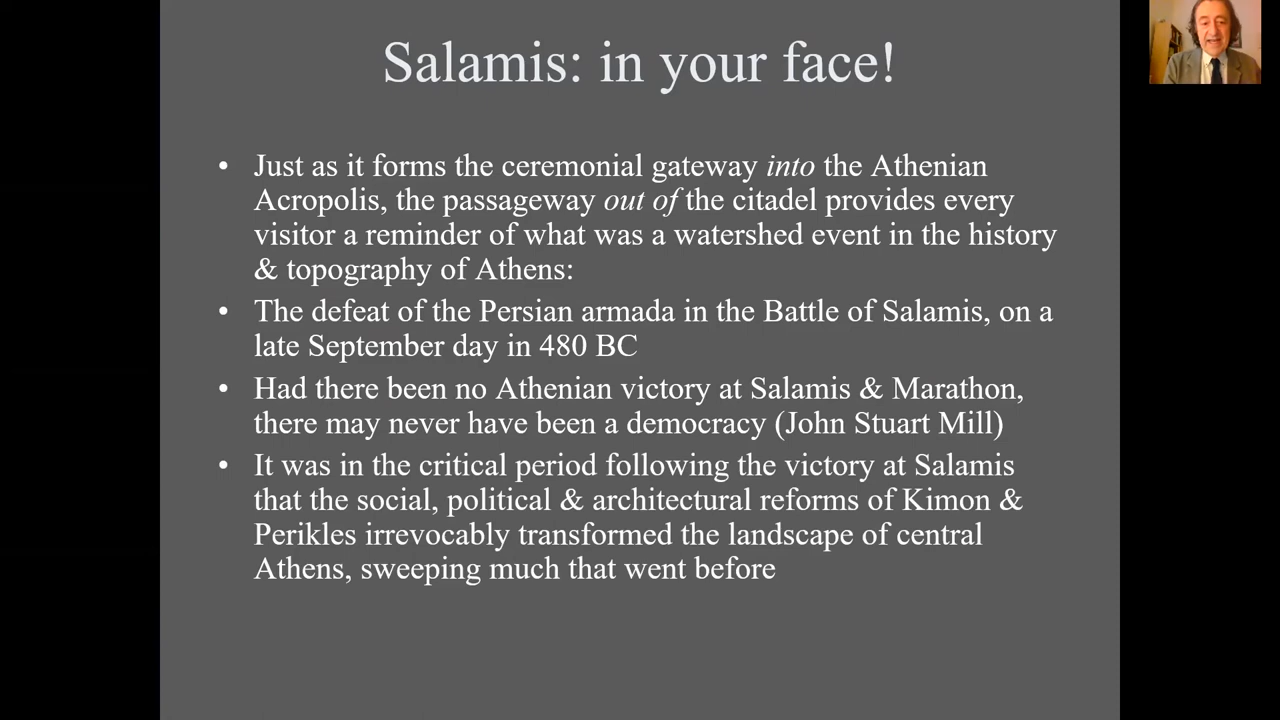 Salamis: in your face!
• Just as it forms the ceremonial gateway into the Athenian
Acropolis, the passageway out of the citadel provides every
visitor a reminder of what was a watershed event in the history
& topography of Athens:
• The defeat of the Persian armada in the Battle of Salamis, on a
late September day in 480 BC
• Had there been no Athenian victory at Salamis & Marathon,
there may never have been a democracy (John Stuart Mill)
• It was in the critical period following the victory at Salamis
that the social, political & architectural reforms of Kimon &
Perikles irrevocably transformed the landscape of central
Athens, sweeping much that went before